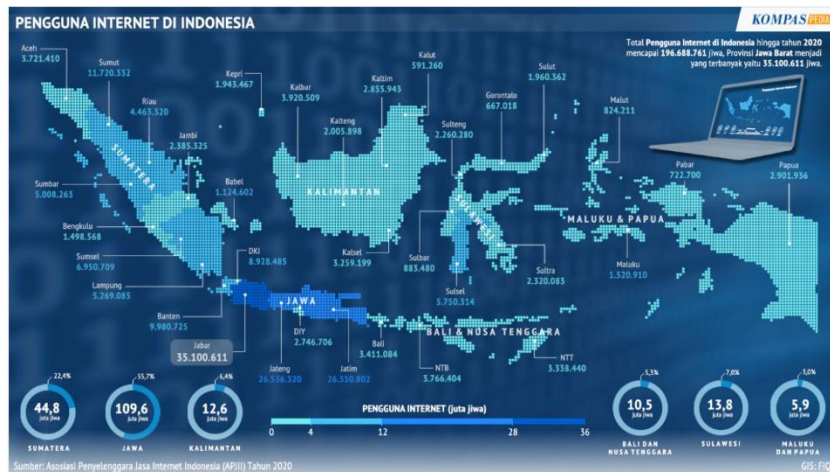 PENGGUNA INTERNET DI INDONESIA
KOMPAS PEDIA
Total Pengguna Internet di Indonesia hingga tahun 2020
mencapai 196.688.761 jiwa, Provinsi Jawa Barat menjadi
yang terbanyak yaitu 35.100.611 jiwa.
Aceh
3.721.410
Sumut
11.720.332
Riau
4.463.320
Jambi
2.385.325
Sumbar
5.008.263
Bengkulu
1.498.568
Sumsel
6.950.709
Lampung
5.269.085
Kepri
1.943.467
Babel
1.124.602
SUMATERA
Kalbar
3.920.509
Kalteng
2.005.898
Kaltim
2.855.943
Kalut
591.260
Kalsel
3.259.199
KALIMANTAN
Sulteng
2.260.280
Gorontalo
667.018
Sulut
1.960.362
Sulbar
883.480
Sulsel
5.750.314
Sultra
2.320.083
SULAWESI
Malut
824.211
Pabar
722.700
Papua
2.901.936
Maluku
1.320.910
MALUKU & PAPUA
DKI
8.928.485
Banten
9.980.725
Jabar
35.100.611
Jateng
26.536.320
DIY
2.746.706
Jatim
26.350.802
JAWA
Bali
3.411.084
NTB
3.766.404
NTT
3.338.440
BALI & NUSA TENGGARA
22,4%
44,8
juta jiwa
SUMATERA
55,7%
109,6
juta jiwa
JAWA
6,4%
12,6
juta jiwa
KALIMANTAN
PENGGUNA INTERNET (juta jiwa)
0 4 12 28 36
5,5%
10,5
juta jiwa
BALI DAN
NUSA TENGGARA
7,0%
13,8
juta jiwa
SULAWESI
3,0%
5,9
juta jiwa
MALUKU
DAN PAPUA
Sumber: Asosiasi Penyelenggara Jasa Internet Indonesia (APJII) Tahun 2020
GIS: FIQ